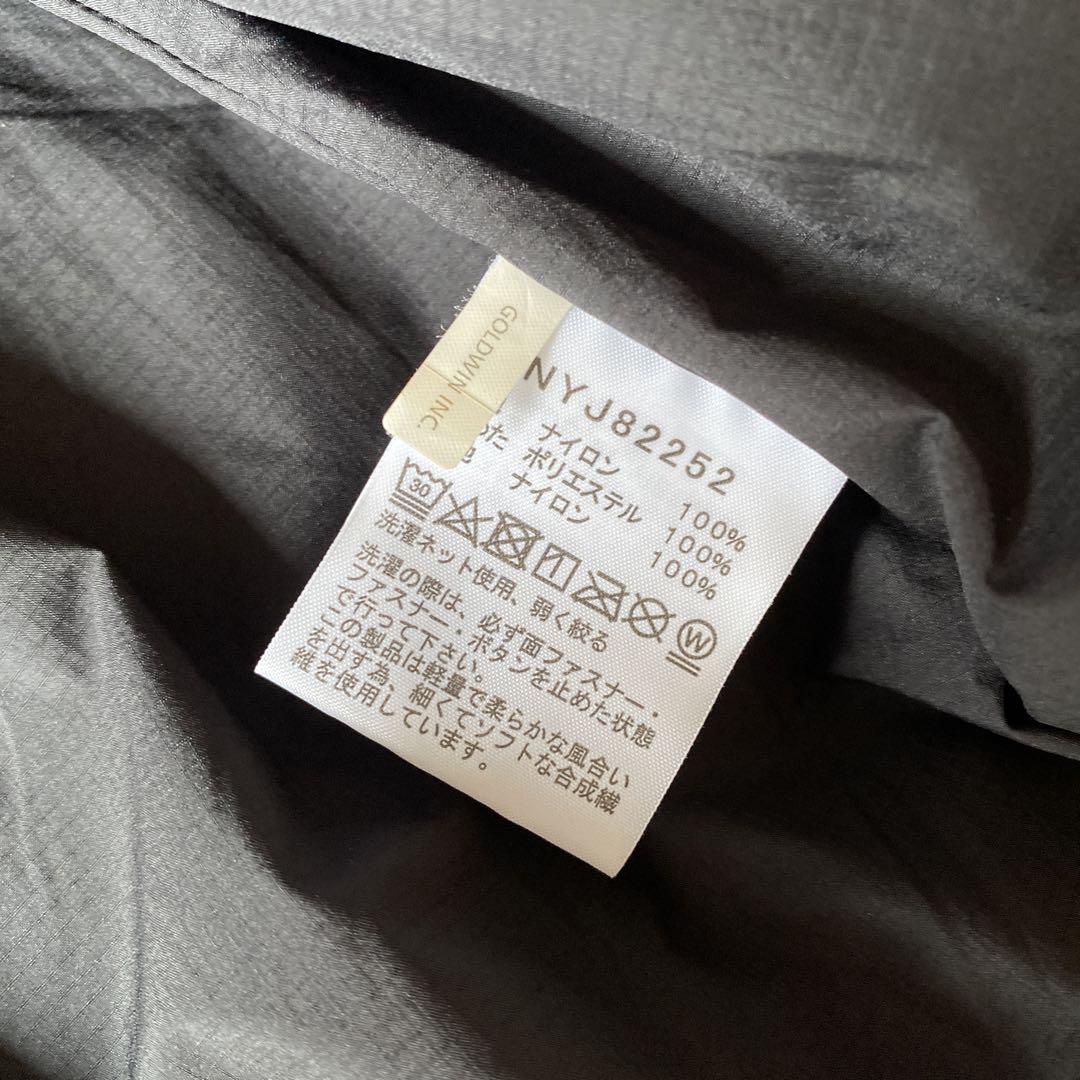 GOLDWIN INC.
NYJ82252
ナイロン 100%
わた ポリエステル 100%
ナイロン 100%
30
W
洗濯ネット使用、弱く絞る
洗濯の際は、必ず面ファスナー・
ファスナー・ボタンを止めた状態
で行って下さい。
この製品は軽量で柔らかな風合い
を出す為、細くてソフトな合成繊
維を使用しています。